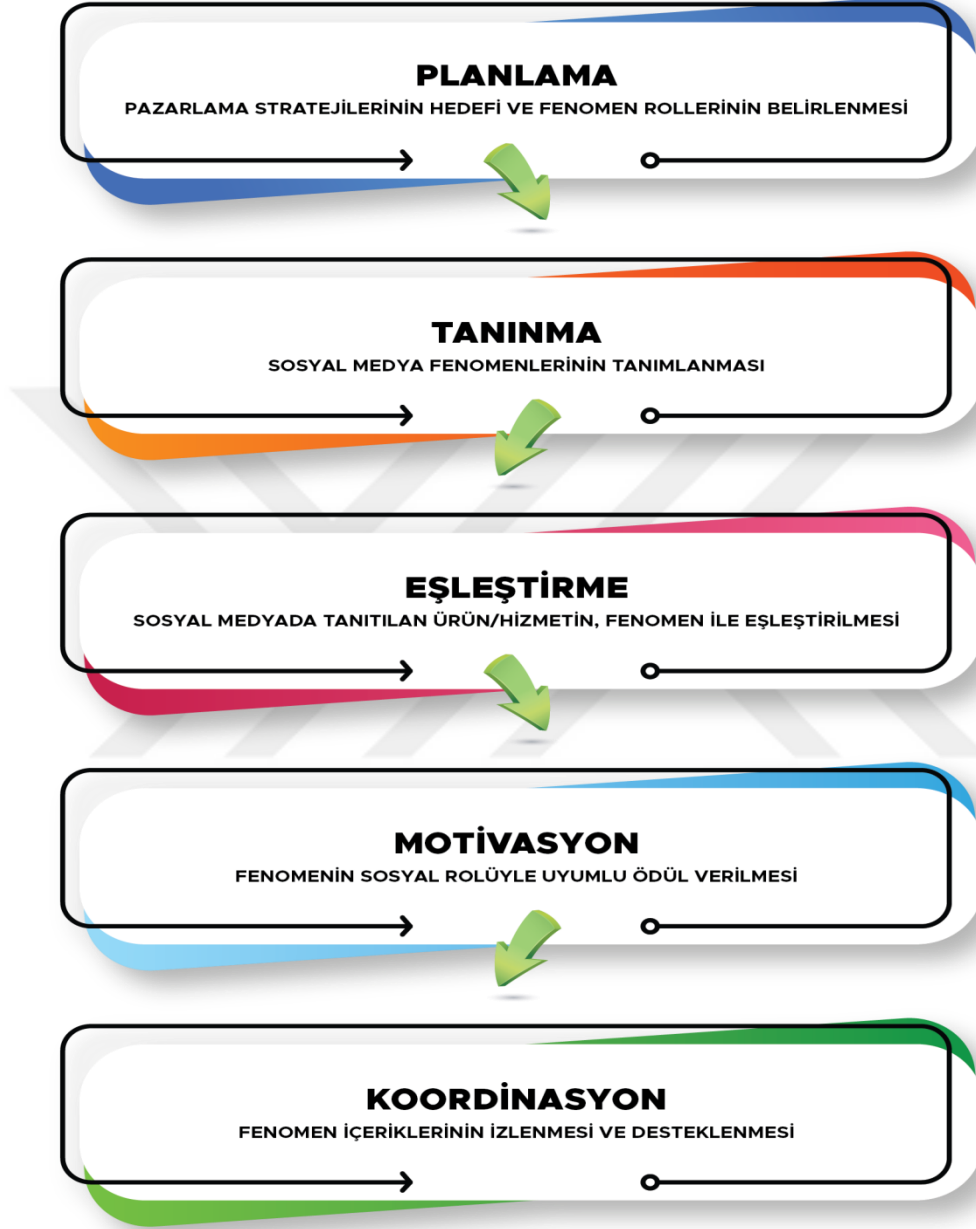 PLANLAMA
PAZARLAMA STRATEJİLERİNİN HEDEFİ VE FENOMEN ROLLERİNİN BELİRLENMESİ
TANINMA
SOSYAL MEDYA FENOMENLERİNİN TANIMLANMASI
EŞLEŞTİRME
SOSYAL MEDYADA TANITILAN ÜRÜN/HİZMETİN, FENOMEN İLE EŞLEŞTİRİLMESİ
MOTİVASYON
FENOMENİN SOSYAL ROLÜYLE UYUMLU ÖDÜL VERİLMESİ
KOORDİNASYON
FENOMEN İÇERİKLERİNİN İZLENMESİ VE DESTEKLENMESİ